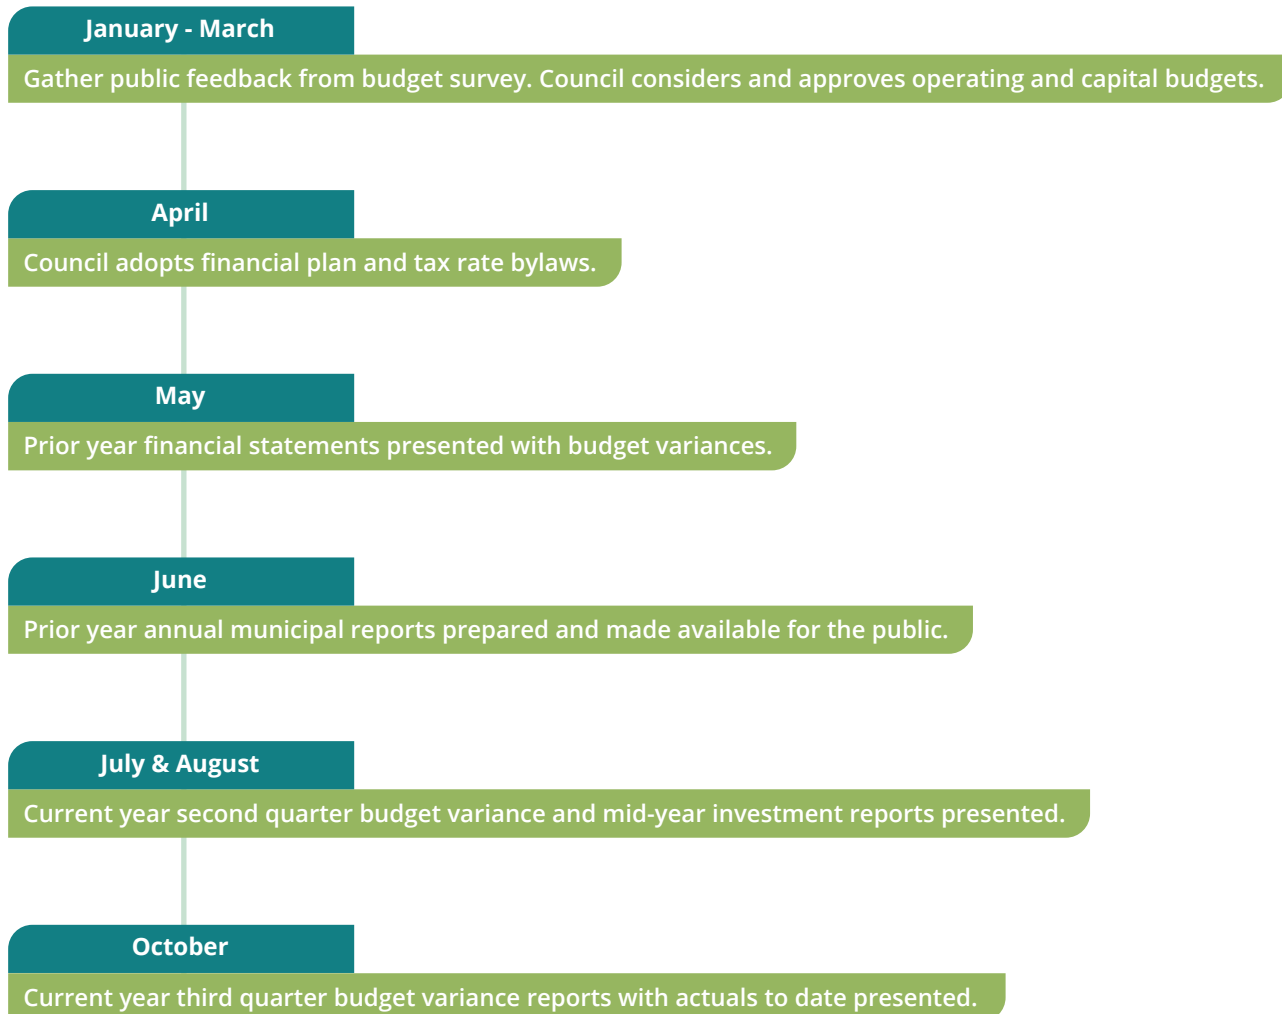 January - March
Gather public feedback from budget survey. Council considers and approves operating and capital budgets.
April
Council adopts financial plan and tax rate bylaws.
May
Prior year financial statements presented with budget variances.
June
Prior year annual municipal reports prepared and made available for the public.
July & August
Current year second quarter budget variance and mid-year investment reports presented.
October
Current year third quarter budget variance reports with actuals to date presented.